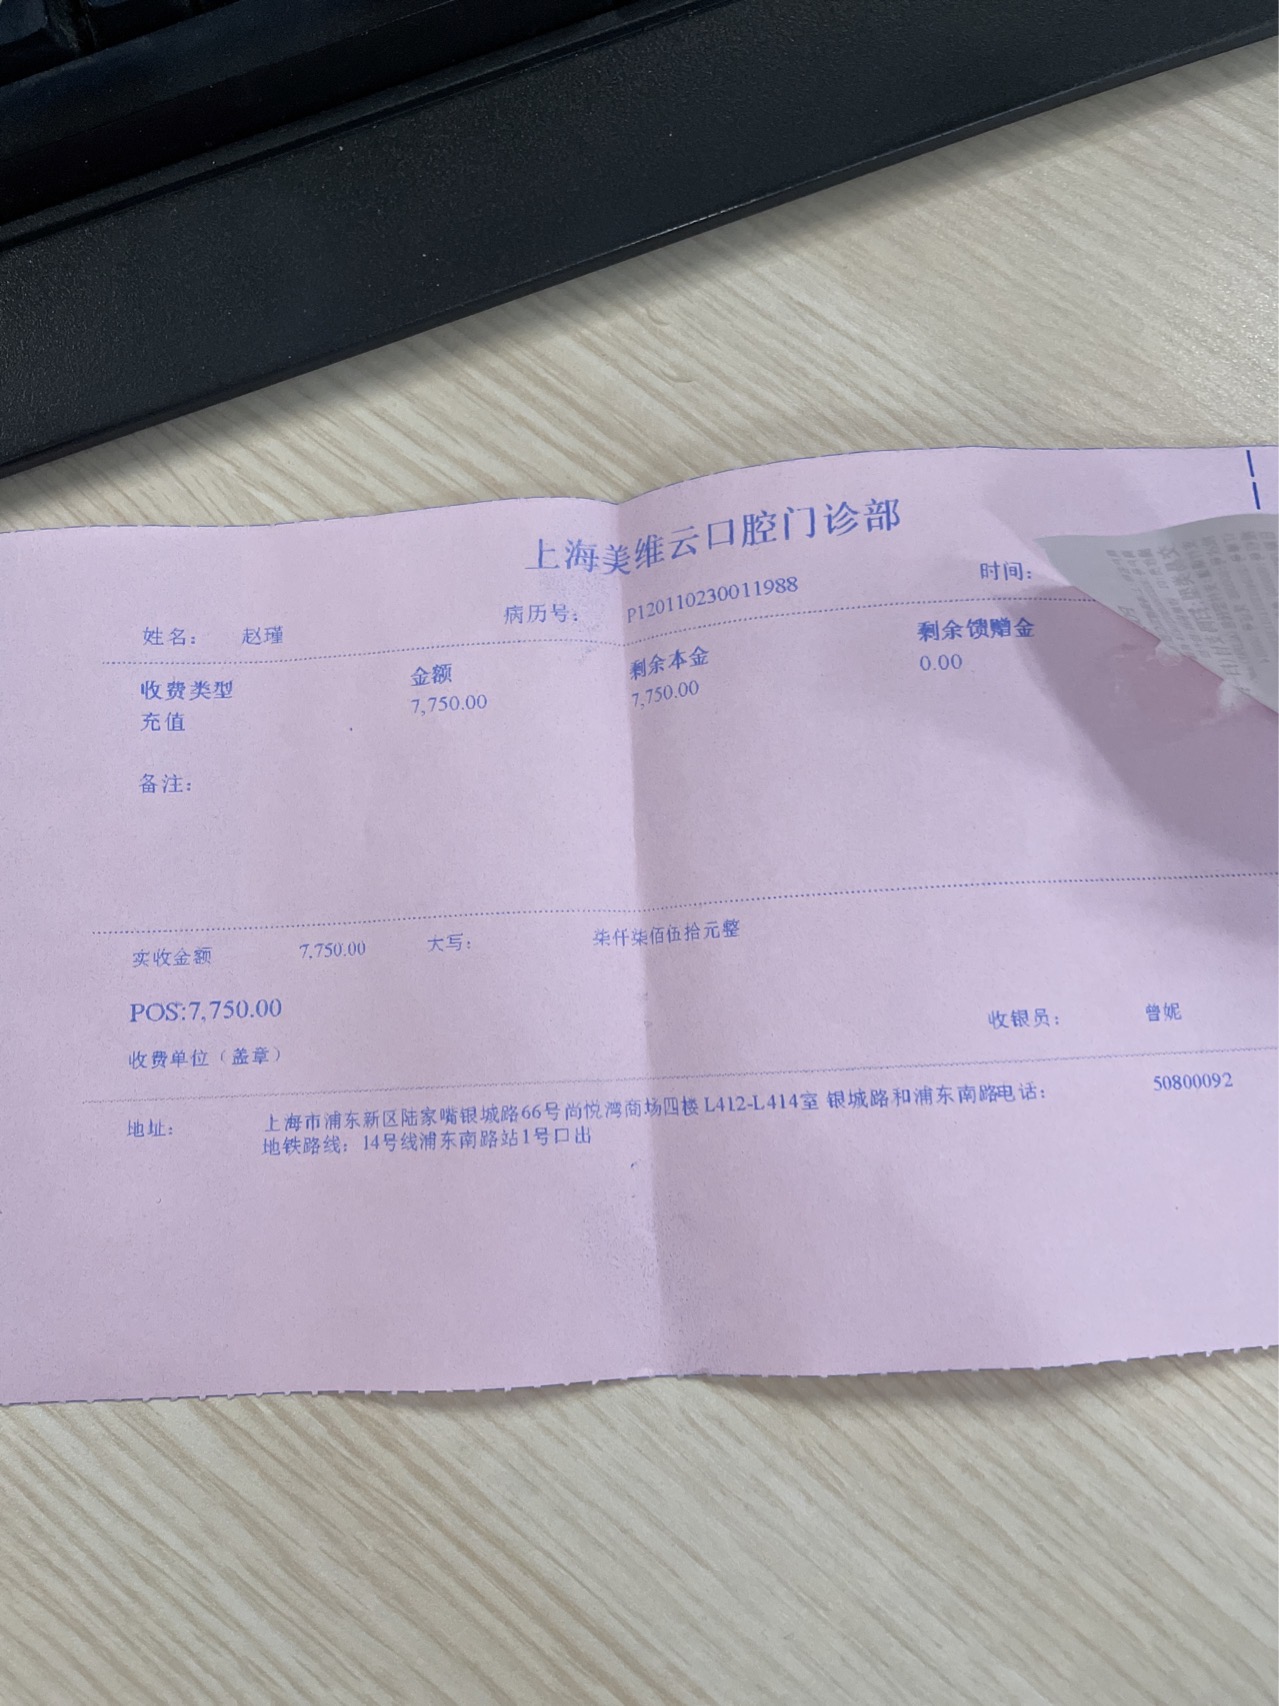 上海美维云口腔门诊部
姓名： 赵瑾 病历号： P120110230011988 时间：
收费类型 金额 剩余本金 剩余馈赠金
充值 7,750.00 7,750.00 0.00
备注：
实收金额 7,750.00 大写： 柒仟柒佰伍拾元整
POS:7,750.00
收费单位（盖章） 收银员： 曾妮
地址： 上海市浦东新区陆家嘴银城路66号尚悦湾商场四楼L412-L414室 银城路和浦东南路电话： 50800092
地铁路线：14号线浦东南路站1号口出